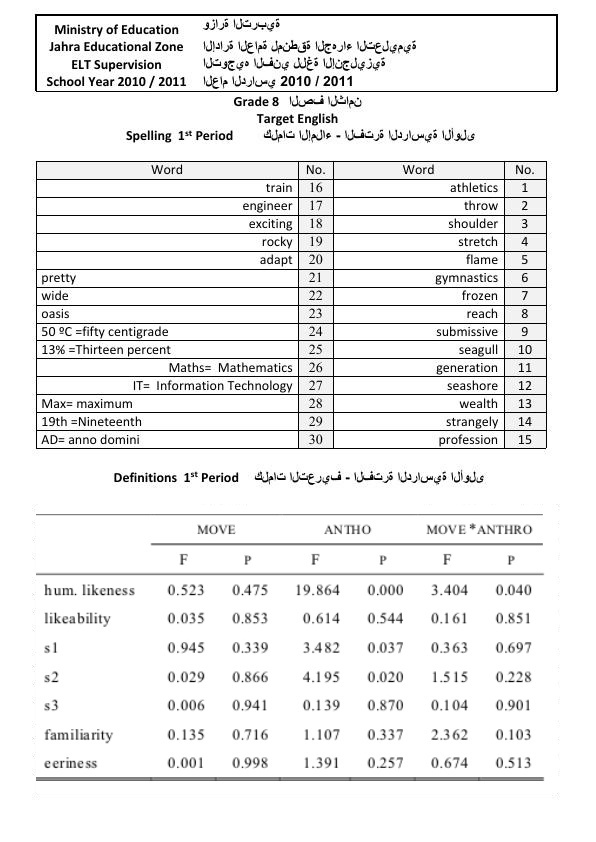 Ministry of Education وزارة التربية
Jahra Educational Zone الإدارة العامة لمنطقة الجهراء التعليمية
ELT Supervision التوجيه الفني للغة الإنجليزية
School Year 2010 / 2011 العام الدراسي 2010 / 2011
Grade 8 الصف الثامن
Target English
Spelling 1st Period كلمات الإملاء - الفترة الدراسية الأولى
Word No. Word No.
train 16 athletics 1
engineer 17 throw 2
exciting 18 shoulder 3
rocky 19 stretch 4
adapt 20 flame 5
pretty 21 gymnastics 6
wide 22 frozen 7
oasis 23 reach 8
50 ºC =fifty centigrade 24 submissive 9
13% =Thirteen percent 25 seagull 10
Maths= Mathematics 26 generation 11
IT= Information Technology 27 seashore 12
Max= maximum 28 wealth 13
19th =Nineteenth 29 strangely 14
AD= anno domini 30 profession 15
Definitions 1st Period كلمات التعريف - الفترة الدراسية الأولى
MOVE ANTHO MOVE *ANTHRO
F P F P F P
hum. likeness 0.523 0.475 19.864 0.000 3.404 0.040
likeability 0.035 0.853 0.614 0.544 0.161 0.851
s1 0.945 0.339 3.482 0.037 0.363 0.697
s2 0.029 0.866 4.195 0.020 1.515 0.228
s3 0.006 0.941 0.139 0.870 0.104 0.901
familiarity 0.135 0.716 1.107 0.337 2.362 0.103
eeriness 0.001 0.998 1.391 0.257 0.674 0.513